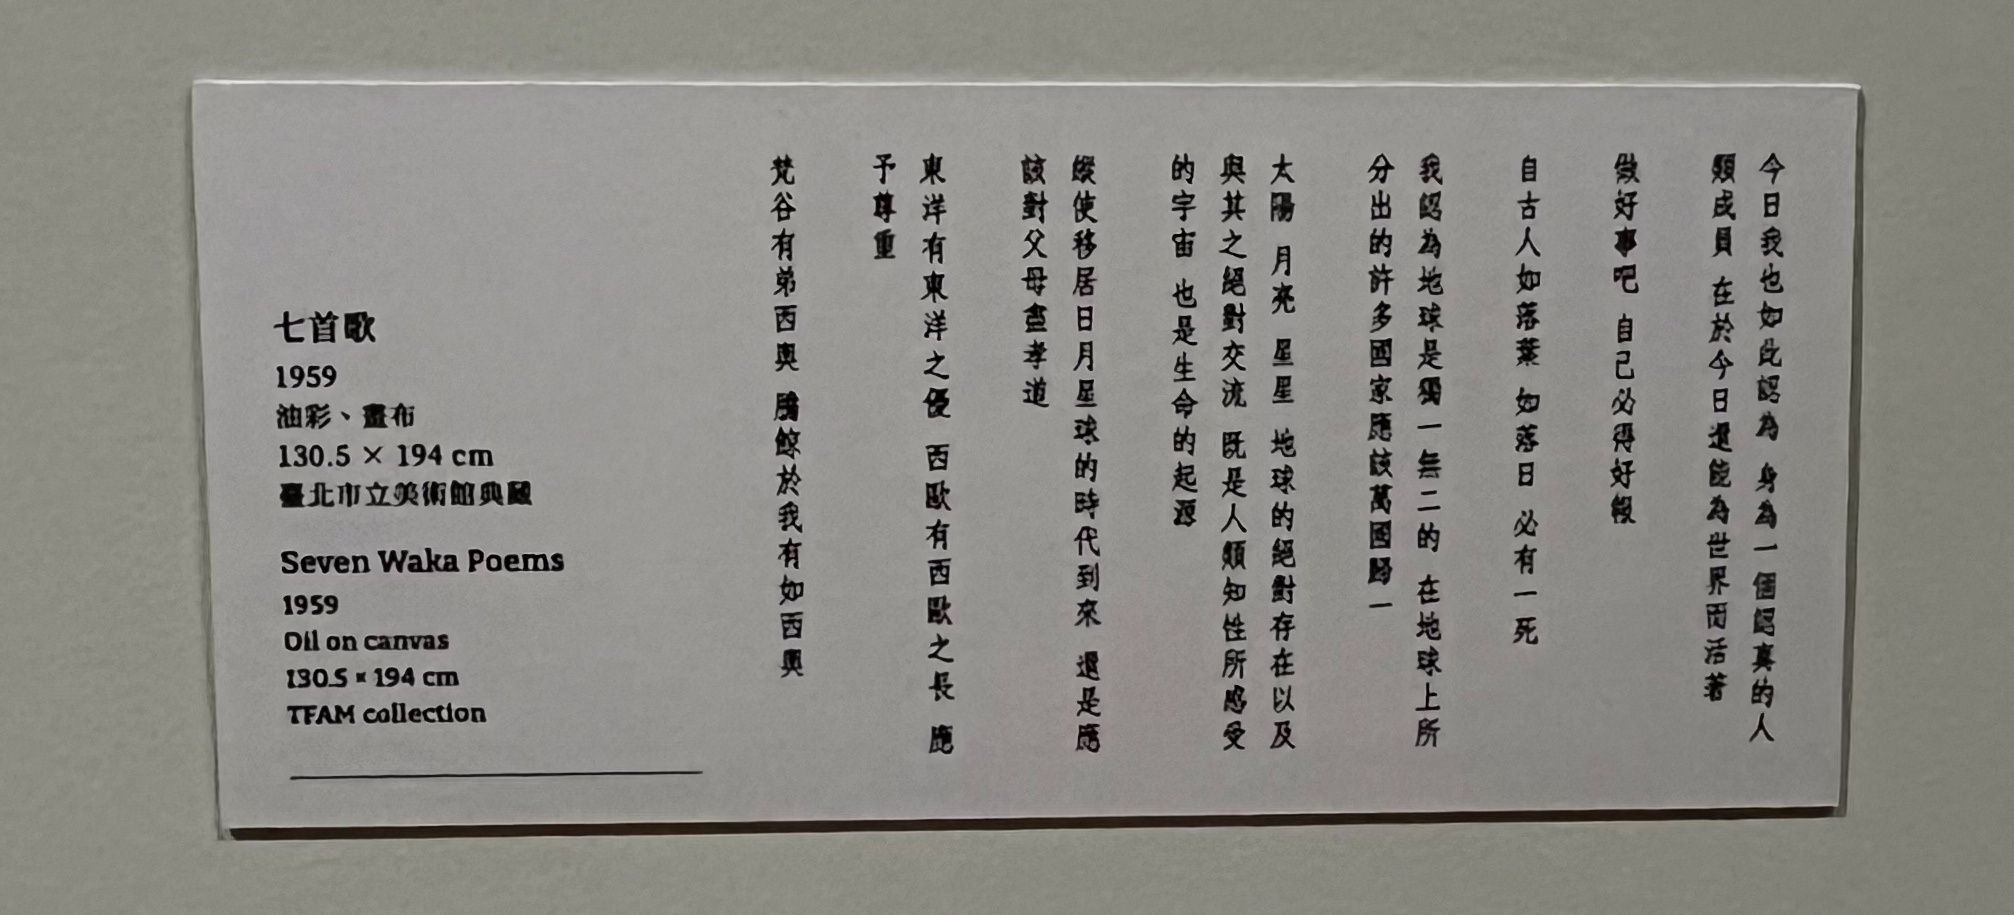 今日我也如此認為 身為一個認真的人
類成員 在於今日還能為世界而活著
做好事吧 自己必得好報
自古人如落葉 如落日 必有一死
我認為地球是獨一無二的 在地球上所
分出的許多國家應該萬國歸一
太陽 月亮 星星 地球的絕對存在以及
與其之絕對交流 既是人類知性所感受
的宇宙 也是生命的起源
縱使移居日月星球的時代到來 還是應
該對父母盡孝道
東洋有東洋之優 西歐有西歐之長 應
予尊重
梵谷有弟西奧 鵬於我有如西奧
七首歌
1959
油彩、畫布
130.5 × 194 cm
臺北市立美術館典藏
Seven Waka Poems
1959
Oil on canvas
130.5 × 194 cm
TFAM collection